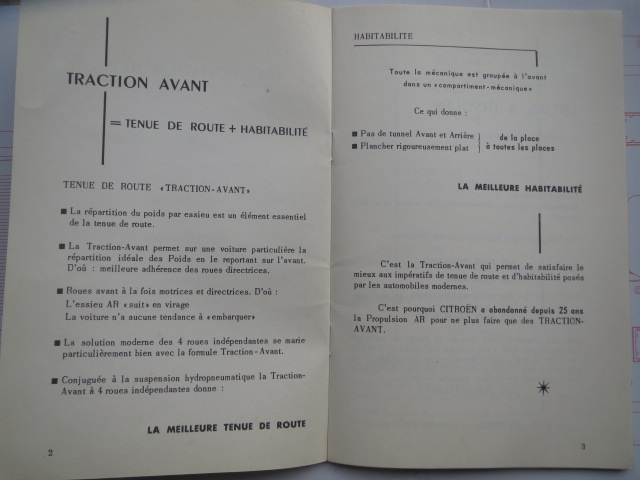 TRACTION AVANT
= TENUE DE ROUTE + HABITABILITÉ
TENUE DE ROUTE «TRACTION-AVANT»
■ La répartition du poids par essieu est un élément essentiel
de la tenue de route.
■ La Traction-Avant permet sur une voiture particulière la
répartition idéale des Poids en le reportant sur l'avant.
D'où : meilleure adhérence des roues directrices.
■ Roues avant à la fois motrices et directrices. D'où :
L'essieu AR «suit» en virage
La voiture n'a aucune tendance à «embarquer»
■ La solution moderne des 4 roues indépendantes se marie
particulièrement bien avec la formule Traction-Avant.
■ Conjuguée à la suspension hydropneumatique la Traction-
Avant à 4 roues indépendantes donne :
LA MEILLEURE TENUE DE ROUTE
2
HABITABILITE
Toute la mécanique est groupée à l'avant
dans un «compartiment-mécanique»
Ce qui donne :
■ Pas de tunnel Avant et Arrière } de la place
■ Plancher rigoureusement plat } à toutes les places
LA MEILLEURE HABITABILITÉ
C'est la Traction-Avant qui permet de satisfaire le
mieux aux impératifs de tenue de route et d'habitabilité posés
par les automobiles modernes.
C'est pourquoi CITROËN a abandonné depuis 25 ans
la Propulsion AR pour ne plus faire que des TRACTION-
AVANT.
3